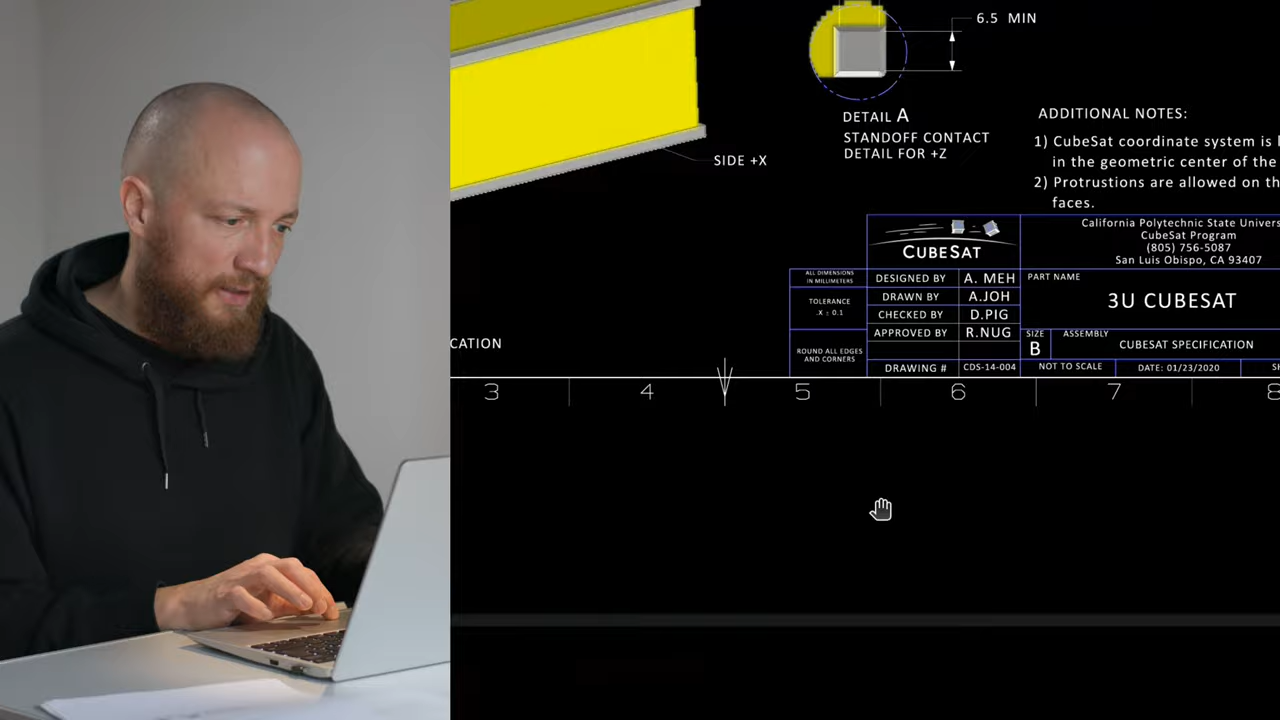 6.5 MIN
DETAIL A
STANDOFF CONTACT
DETAIL FOR +Z
SIDE +X
ADDITIONAL NOTES:
1) CubeSat coordinate system is
in the geometric center of the
2) Protrustions are allowed on th
faces.
CUBESAT
California Polytechnic State Univers
CubeSat Program
(805) 756-5087
San Luis Obispo, CA 93407
ALL DIMENSIONS
IN MILLIMETERS
TOLERANCE
.X ± 0.1
ROUND ALL EDGES
AND CORNERS
DESIGNED BY A. MEH
DRAWN BY A.JOH
CHECKED BY D.PIG
APPROVED BY R.NUG
DRAWING # CDS-14-004
PART NAME
3U CUBESAT
SIZE
B
ASSEMBLY
CUBESAT SPECIFICATION
NOT TO SCALE DATE: 01/23/2020 SH
CATION
3 4 5 6 7 8